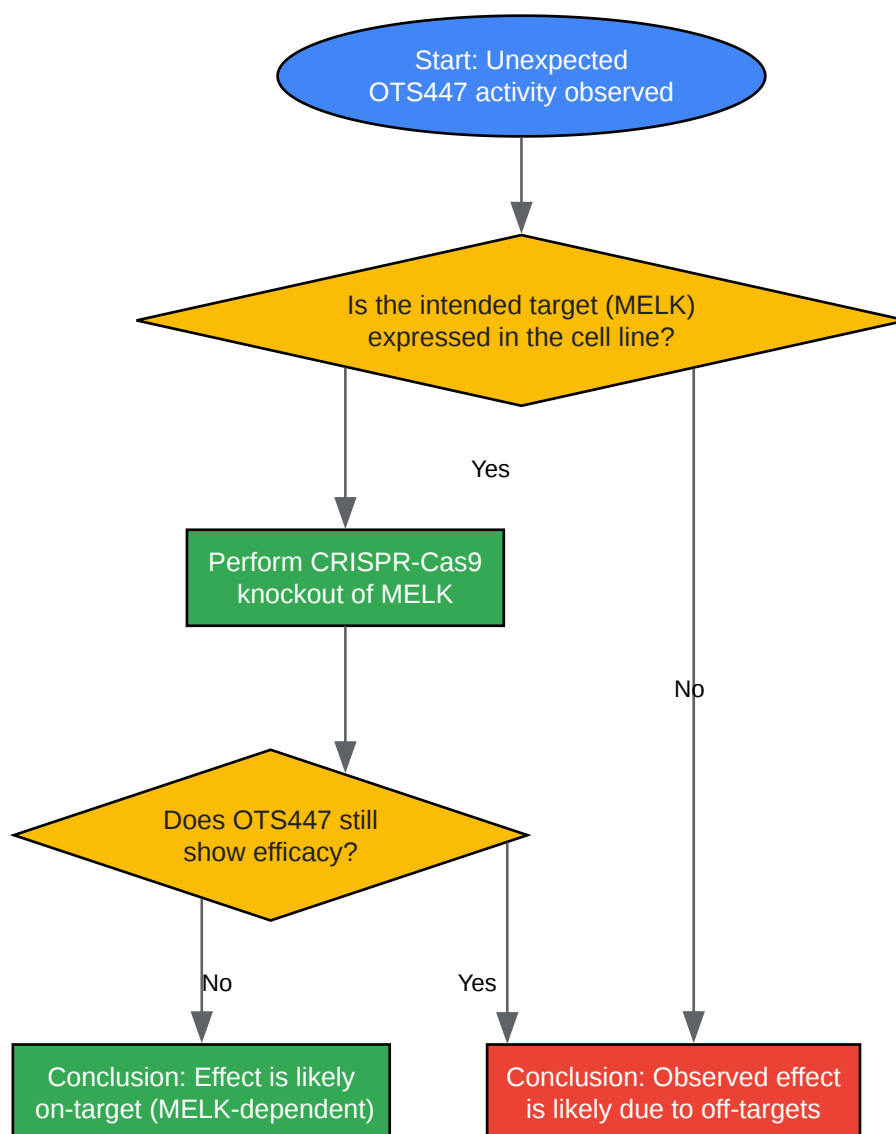 Start: Unexpected
OTS447 activity observed
Is the intended target (MELK)
expressed in the cell line?
Yes
Perform CRISPR-Cas9
knockout of MELK
No
Does OTS447 still
show efficacy?
No
Yes
Conclusion: Effect is likely
on-target (MELK-dependent)
Conclusion: Observed effect
is likely due to off-targets